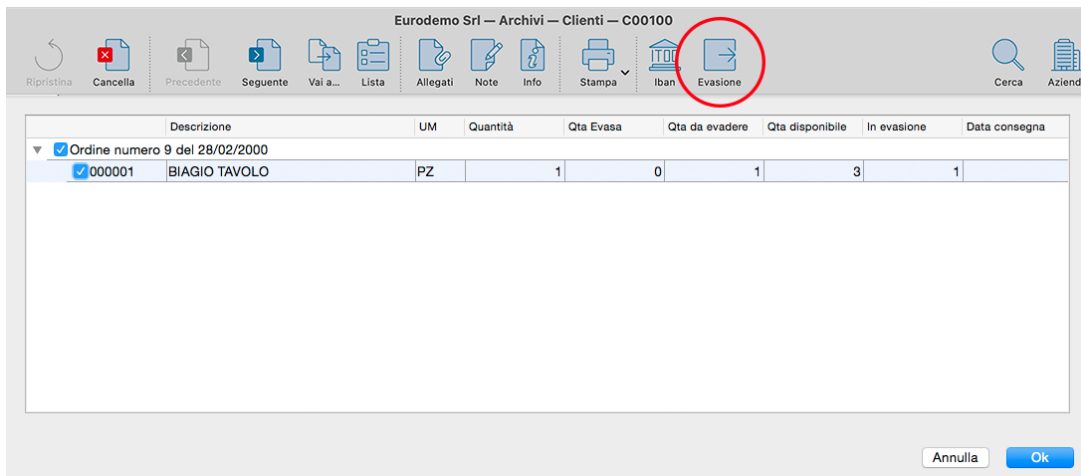 Eurodemo Srl — Archivi — Clienti — C00100
Ripristina Cancella Precedente Seguente Vai a... Lista Allegati Note Info Stampa Iban Evasione Cerca Aziend
Descrizione UM Quantità Qta Evasa Qta da evadere Qta disponibile In evasione Data consegna
Ordine numero 9 del 28/02/2000
000001 BIAGIO TAVOLO PZ 1 0 1 3 1
Annulla Ok